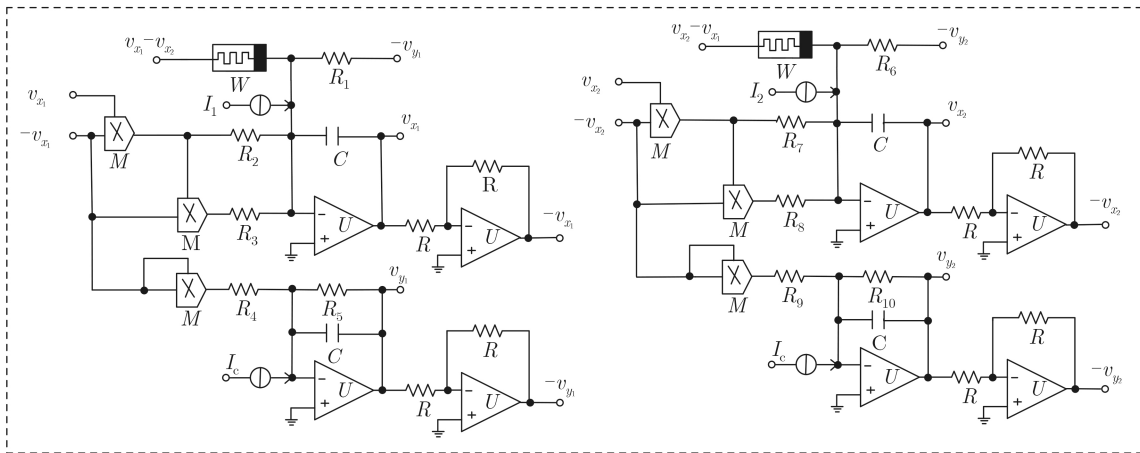 v_{x_1}−v_{x_2}
W
R_1
−v_{y_1}
I_1
v_{x_1}
−v_{x_1}
M
R_2
C
v_{x_1}
M
R_3
−
+
U
R
R
−
+
U
−v_{x_1}
M
R_4
R_5
v_{y_1}
C
I_c
−
+
U
R
R
−
+
U
−v_{y_1}
v_{x_2}−v_{x_1}
W
R_6
−v_{y_2}
I_2
v_{x_2}
−v_{x_2}
M
R_7
C
v_{x_2}
M
R_8
−
+
U
R
R
−
+
U
−v_{x_2}
M
R_9
R_{10}
v_{y_2}
C
I_c
−
+
U
R
R
−
+
U
−v_{y_2}